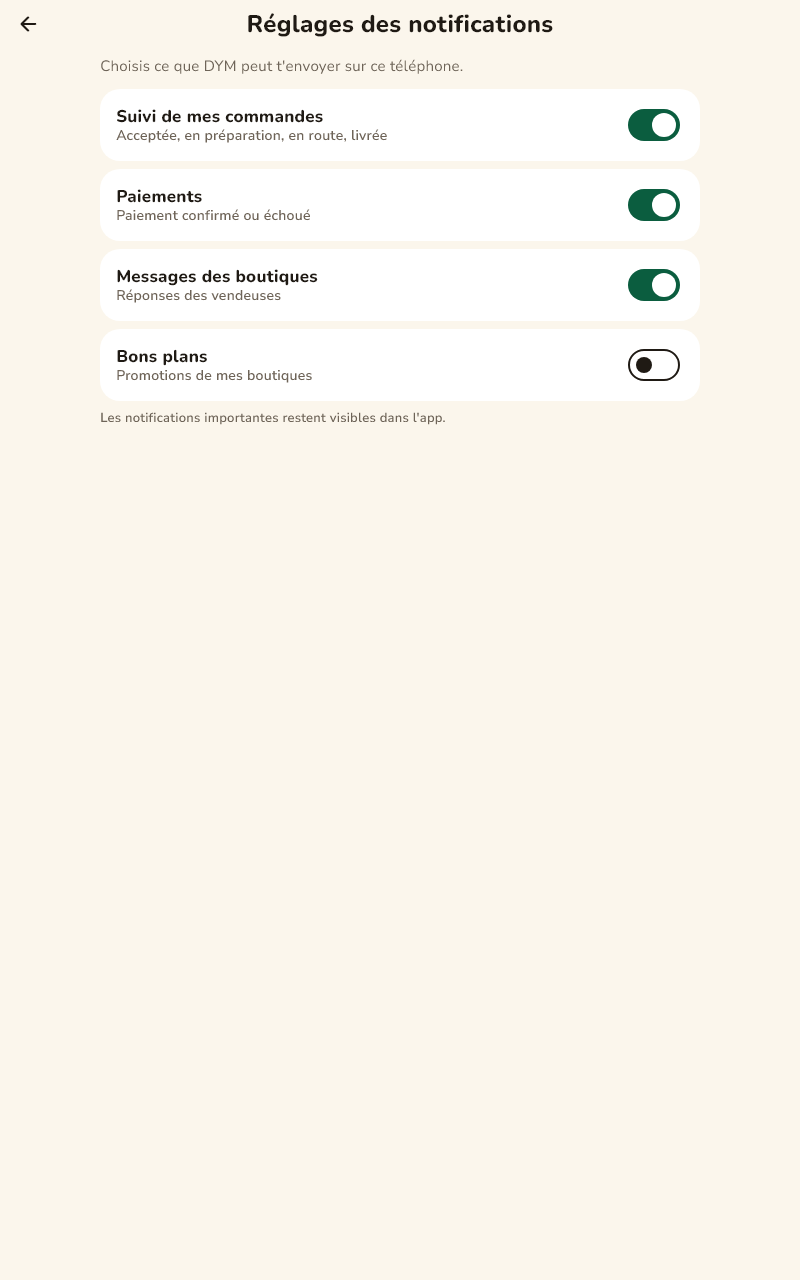 Réglages des notifications
Choisis ce que DYM peut t'envoyer sur ce téléphone.
Suivi de mes commandes
Acceptée, en préparation, en route, livrée
Paiements
Paiement confirmé ou échoué
Messages des boutiques
Réponses des vendeuses
Bons plans
Promotions de mes boutiques
Les notifications importantes restent visibles dans l'app.